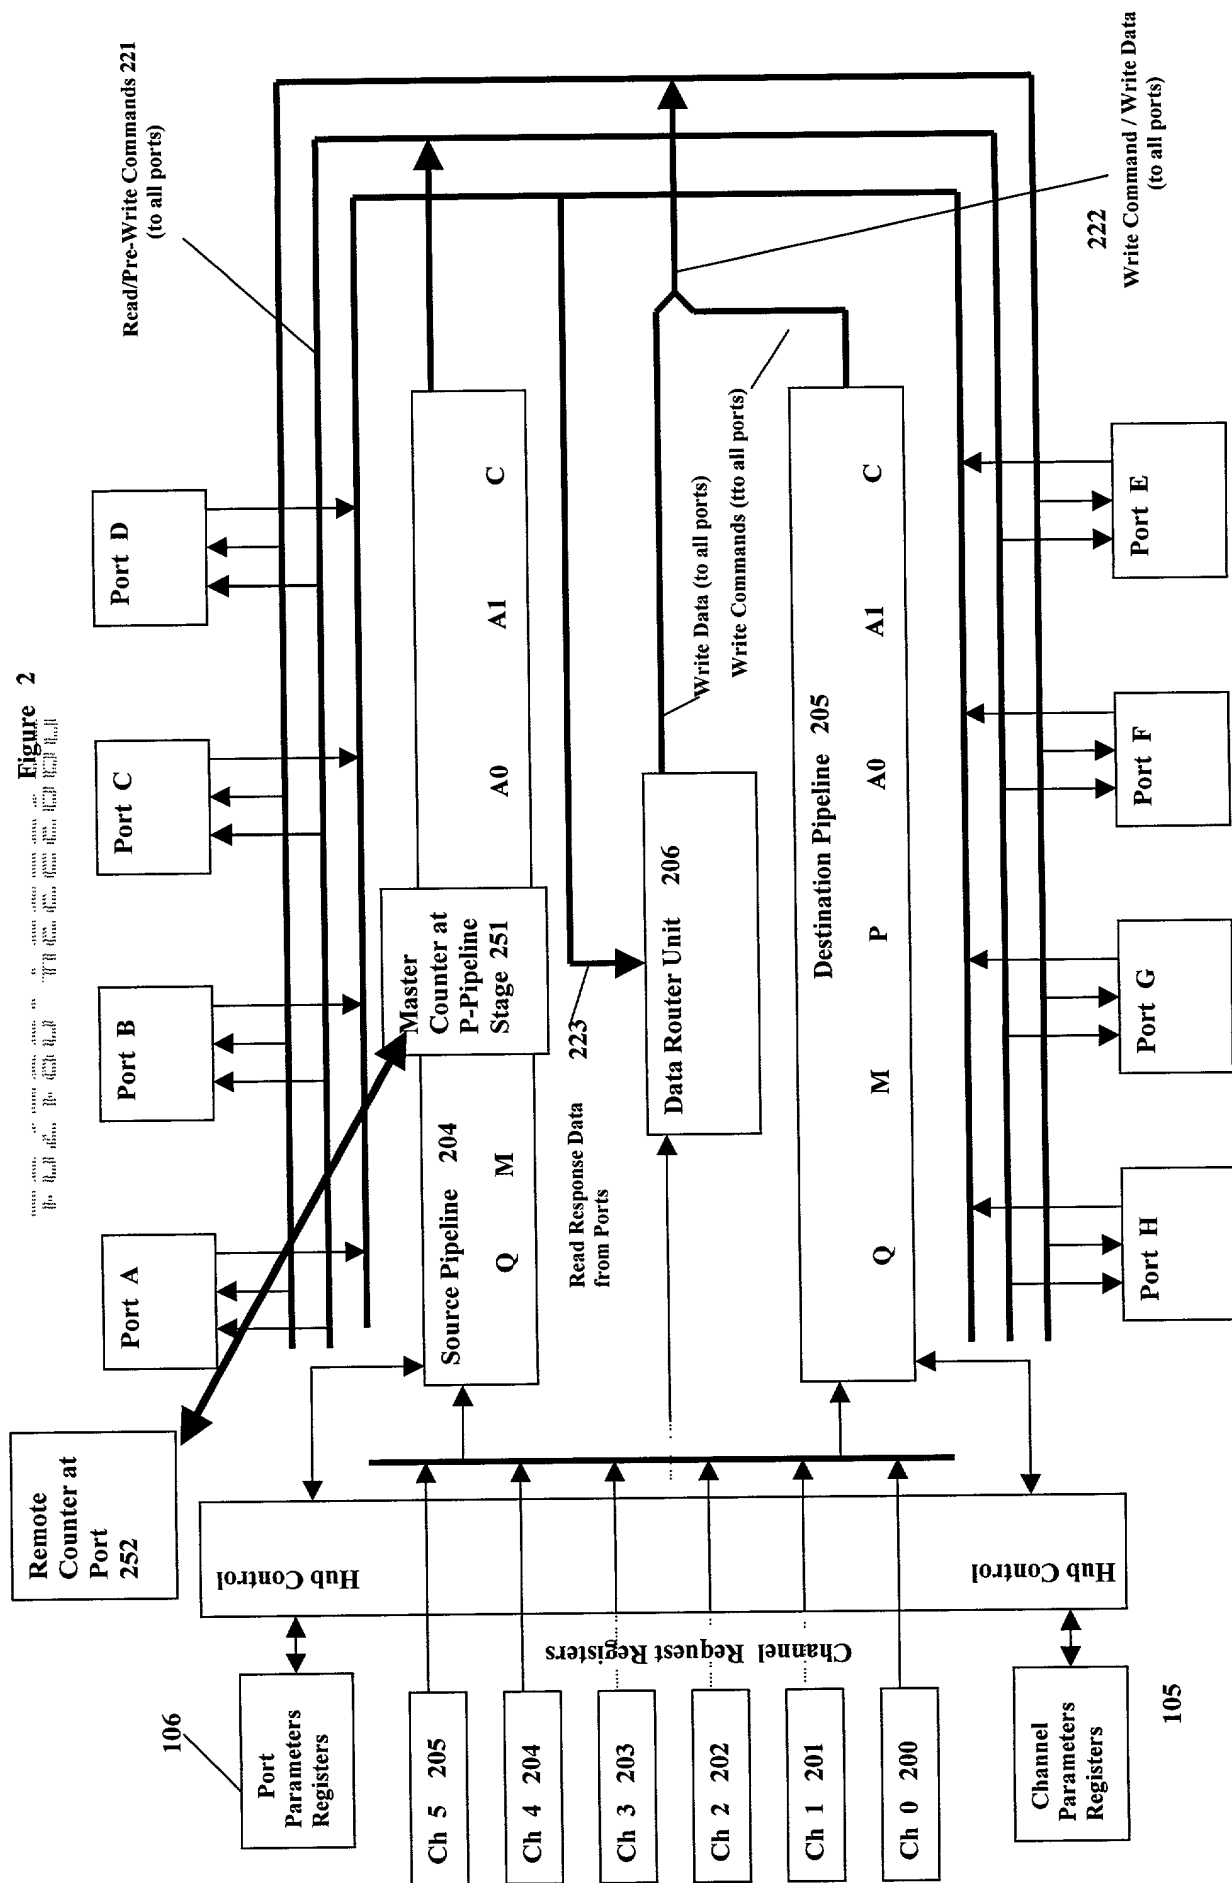 Figure 2
Remote
Counter at
Port
252
Port A
Port B
Port C
Port D
Read/Pre-Write Commands 221
(to all ports)
106
Port
Parameters
Registers
Hub Control
Source Pipeline 204
Q M
Master
Counter at
P-Pipeline
Stage 251
A0 A1 C
Ch 5 205
Ch 4 204
Ch 3 203
Ch 2 202
Ch 1 201
Ch 0 200
Channel Request Registers
Read Response Data
from Ports
223
Data Router Unit 206
Write Data (to all ports)
Write Commands (tto all ports)
Destination Pipeline 205
Q M P A0 A1 C
222
Write Command / Write Data
(to all ports)
Hub Control
Channel
Parameters
Registers
105
Port H
Port G
Port F
Port E